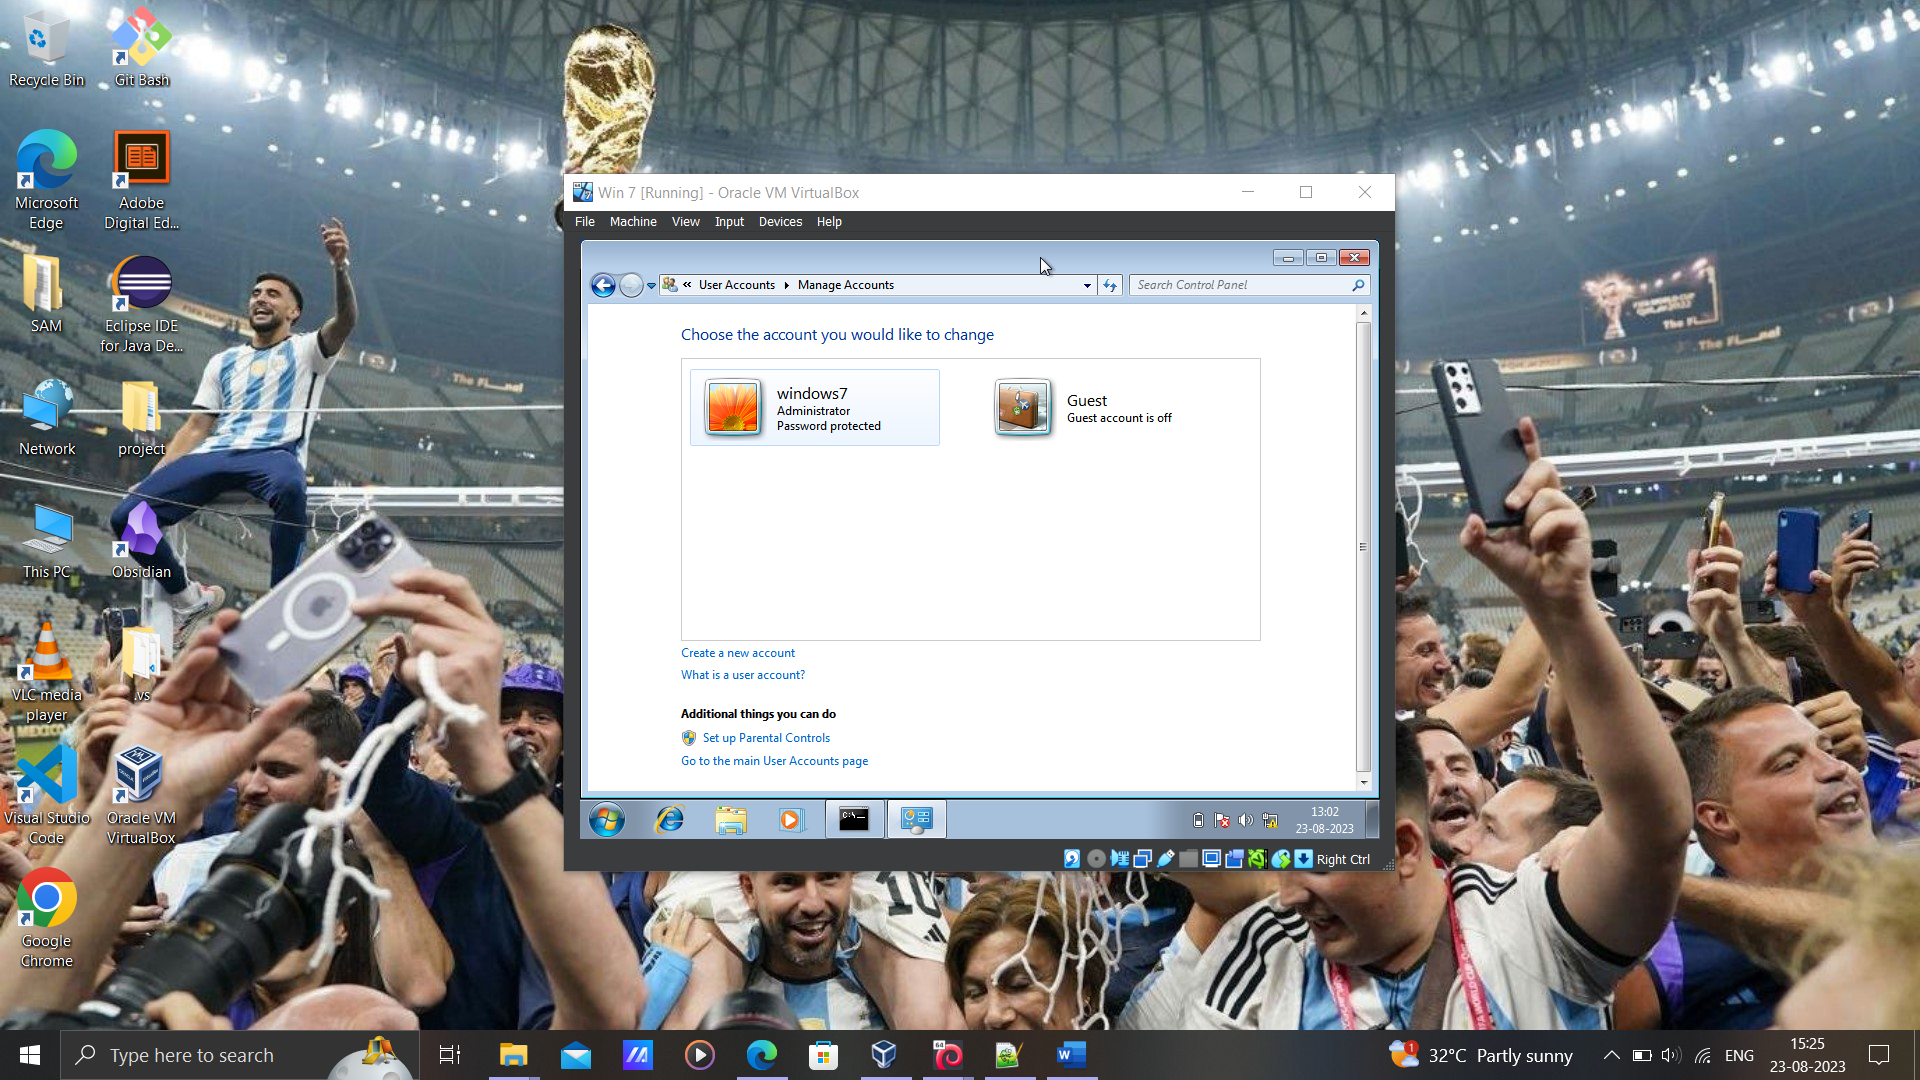 Recycle Bin
Git Bash
Microsoft
Edge
Adobe
Digital Ed...
SAM
Eclipse IDE
for Java De...
Network
project
This PC
Obsidian
VLC media
player
.vs
Visual Studio
Code
Oracle VM
VirtualBox
Google
Chrome
Win 7 [Running] - Oracle VM VirtualBox
File Machine View Input Devices Help
« User Accounts Manage Accounts
Search Control Panel
Choose the account you would like to change
windows7
Administrator
Password protected
Guest
Guest account is off
Create a new account
What is a user account?
Additional things you can do
Set up Parental Controls
Go to the main User Accounts page
C:\_
13:02
23-08-2023
Right Ctrl
10
Type here to search
64
W
1
32°C Partly sunny
ENG
15:25
23-08-2023